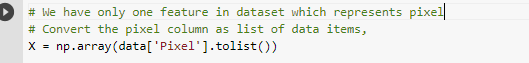 # We have only one feature in dataset which represents pixel
# Convert the pixel column as list of data items,
X = np.array(data['Pixel'].tolist())